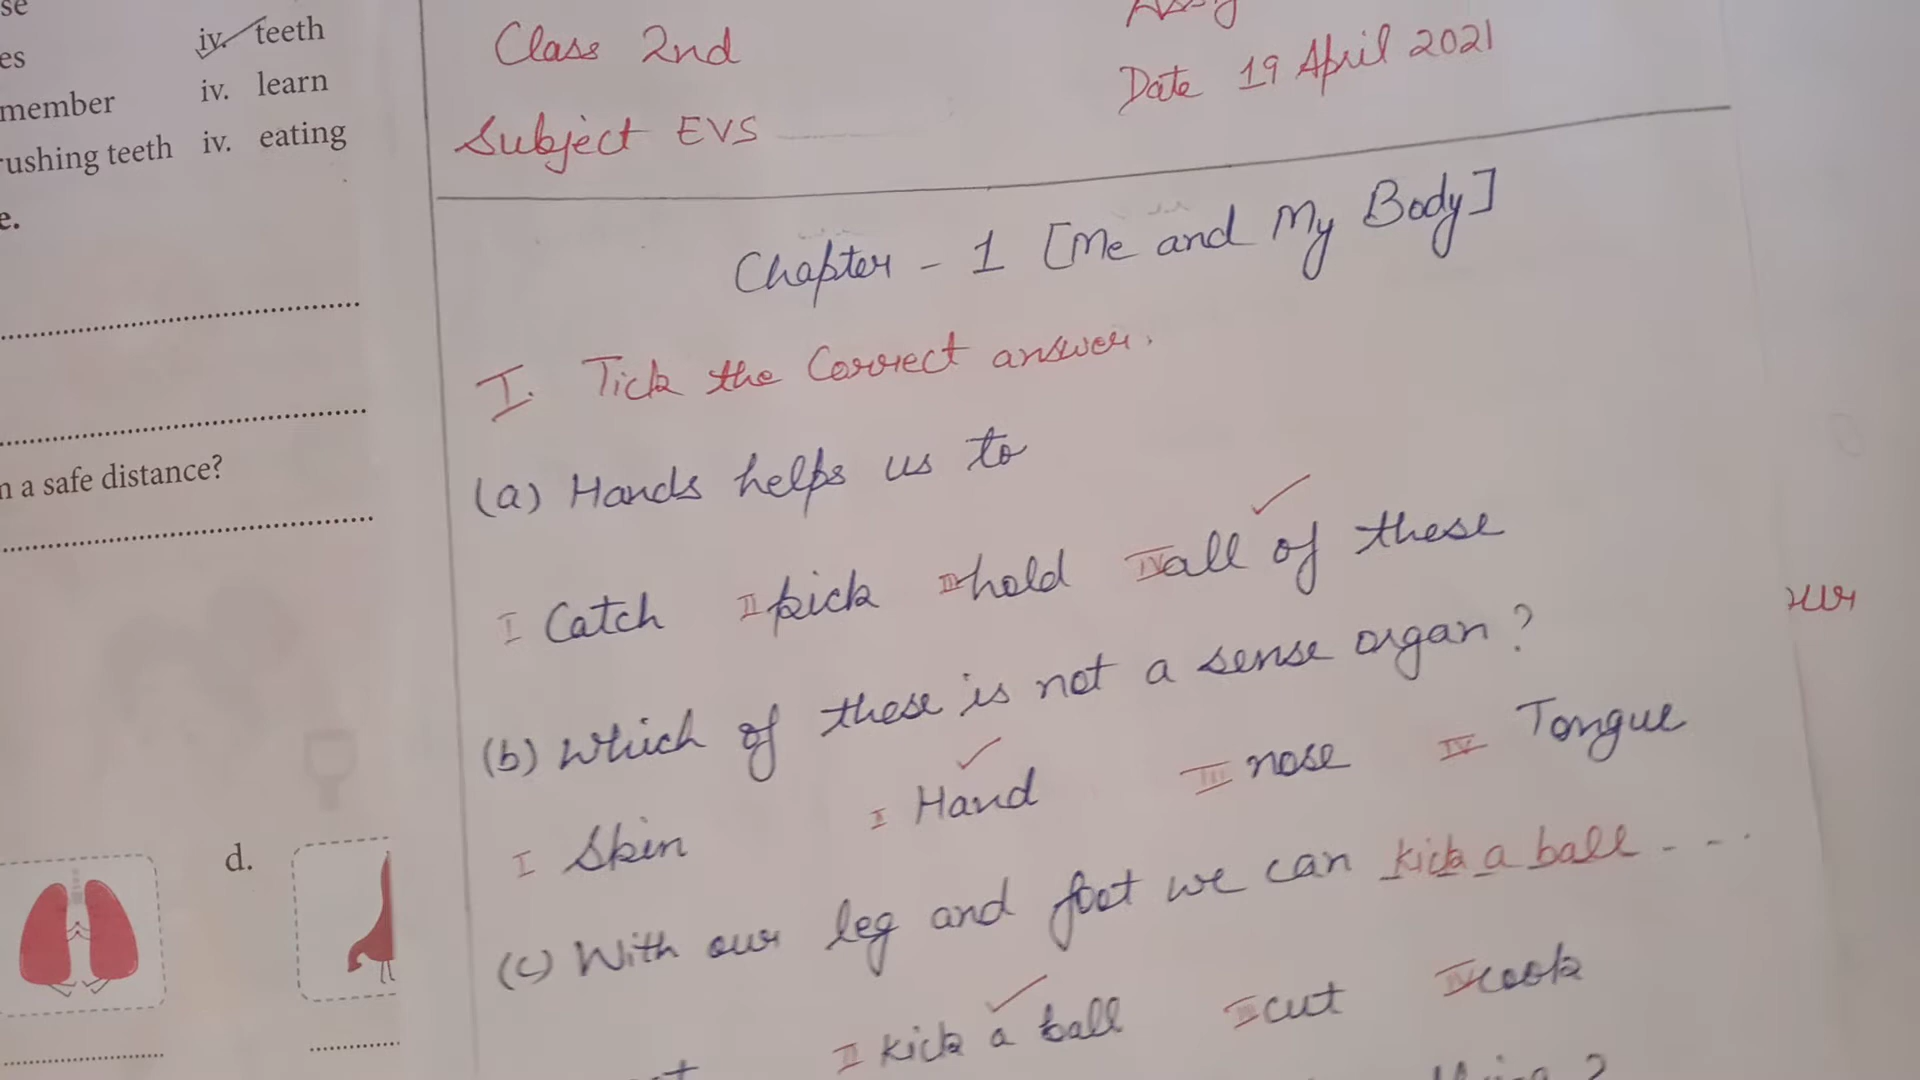 iv. teeth
iv. learn
member
rushing teeth iv. eating
e.
n a safe distance?
d.
Class 2nd
Date 19 April 2021
Subject EVS
Chapter - 1 [Me and My Body]
I. Tick the Correct answer.
(a) Hands helps us to
I Catch II kick III hold IV all of these
(b) Which of these is not a sense organ?
I Skin I Hand III nose IV Tongue
(c) With our leg and foot we can kick a ball - - .
II kick a ball III cut IV cook